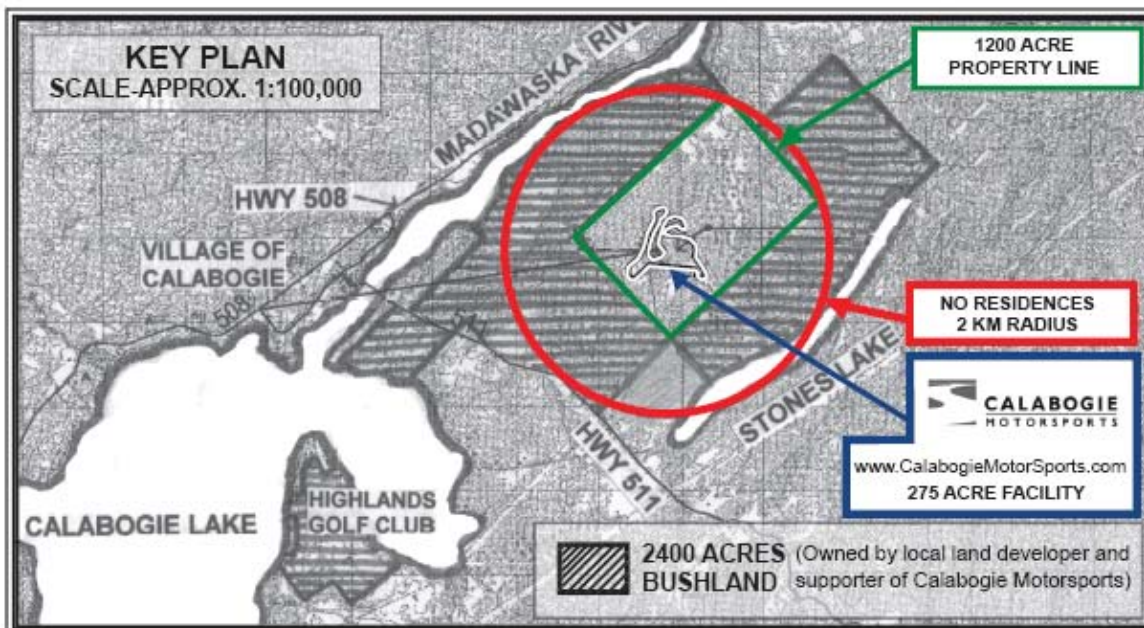 KEY PLAN
SCALE-APPROX. 1:100,000
MADAWASKA RIVE
1200 ACRE
PROPERTY LINE
HWY 508
VILLAGE OF
CALABOGIE
508
NO RESIDENCES
2 KM RADIUS
STONES LAKE
HWY 511
CALABOGIE
MOTORSPORTS
www.CalabogieMotorSports.com
275 ACRE FACILITY
CALABOGIE LAKE
HIGHLANDS
GOLF CLUB
2400 ACRES (Owned by local land developer and
BUSHLAND supporter of Calabogie Motorsports)